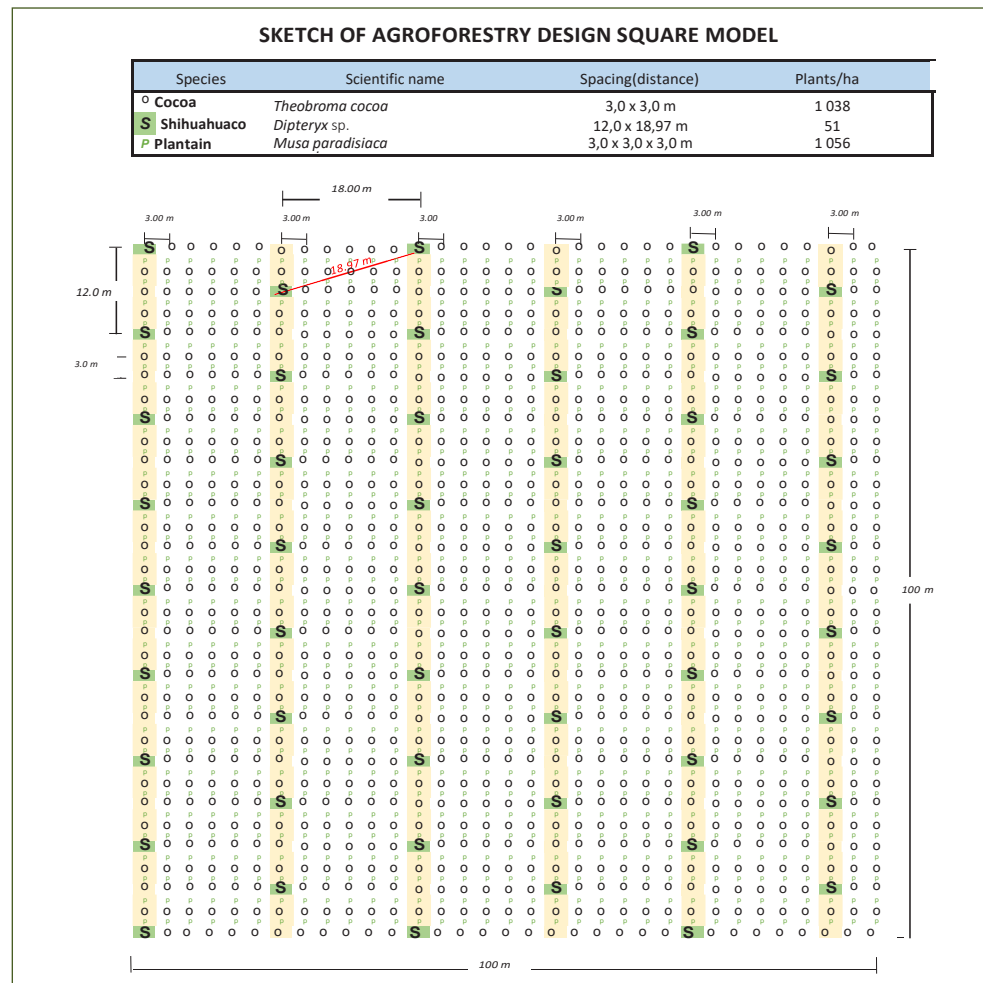 SKETCH OF AGROFORESTRY DESIGN SQUARE MODEL
Species Scientific name Spacing(distance) Plants/ha
o Cocoa Theobroma cocoa 3,0 x 3,0 m 1 038
S Shihuahuaco Dipteryx sp. 12,0 x 18,97 m 51
P Plantain Musa paradisiaca 3,0 x 3,0 x 3,0 m 1 056
18.00 m
3.00 m 3.00 m 3.00 3.00 m 3.00 m 3.00 m
18.97 m
12.0 m
3.0 m
100 m
100 m